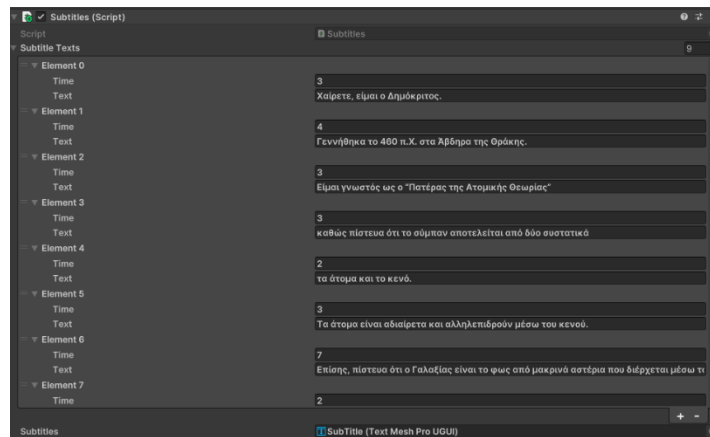 Subtitles (Script)
Script Subtitles
Subtitle Texts 9
Element 0
Time 3
Text Χαίρετε, είμαι ο Δημόκριτος.
Element 1
Time 4
Text Γεννήθηκα το 460 π.Χ. στα Άβδηρα της Θράκης.
Element 2
Time 3
Text Είμαι γνωστός ως ο "Πατέρας της Ατομικής Θεωρίας"
Element 3
Time 3
Text καθώς πίστευα ότι το σύμπαν αποτελείται από δύο συστατικά
Element 4
Time 2
Text τα άτομα και το κενό.
Element 5
Time 3
Text Τα άτομα είναι αδιαίρετα και αλληλεπιδρούν μέσω του κενού.
Element 6
Time 7
Text Επίσης, πίστευα ότι ο Γαλαξίας είναι το φως από μακρινά αστέρια που διέρχεται μέσω
Element 7
Time 2
+ -
Subtitles SubTitle (Text Mesh Pro UGUI)